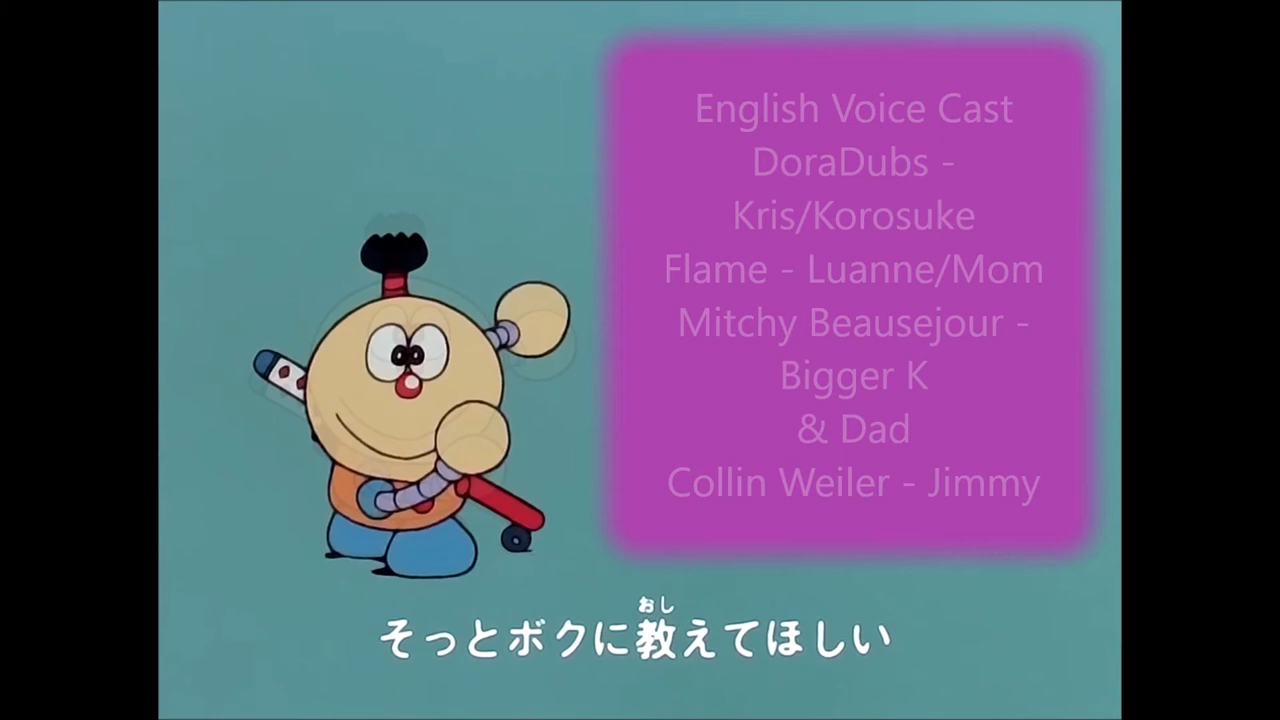 English Voice Cast
DoraDubs -
Kris/Korosuke
Flame - Luanne/Mom
Mitchy Beausejour -
Bigger K
& Dad
Collin Weiler - Jimmy
おし
そっとボクに教えてほしい